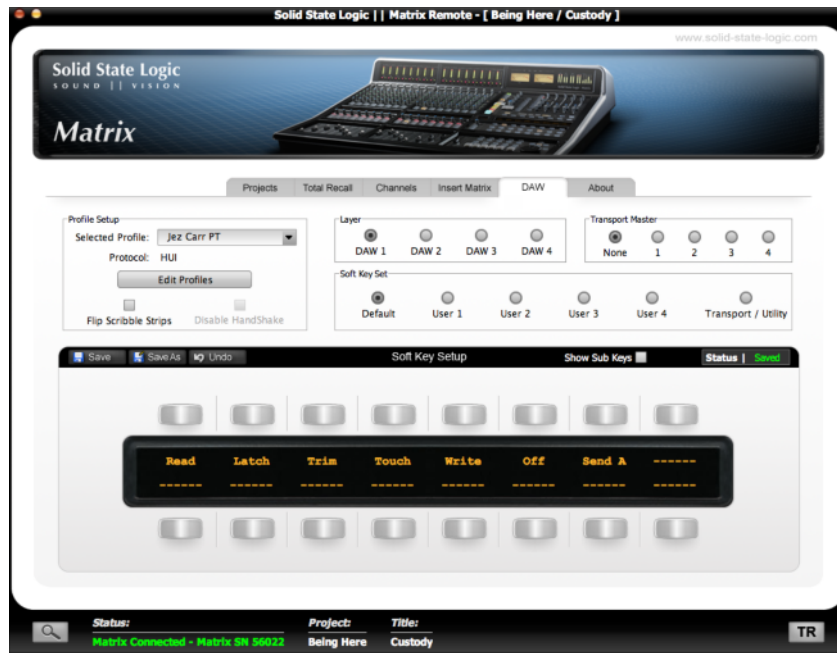 Solid State Logic || Matrix Remote - [ Being Here / Custody ]
www.solid-state-logic.com
Solid State Logic
SOUND || VISION
Matrix
Projects Total Recall Channels Insert Matrix DAW About
Profile Setup
Selected Profile: Jez Carr PT
Protocol: HUI
Edit Profiles
Flip Scribble Strips Disable HandShake
Layer
DAW 1 DAW 2 DAW 3 DAW 4
Transport Master
None 1 2 3 4
Soft Key Set
Default User 1 User 2 User 3 User 4 Transport / Utility
Save Save As Undo Soft Key Setup Show Sub Keys Status | Saved
Read Latch Trim Touch Write Off Send A ------
------ ------ ------ ------ ------ ------ ------ ------
Status: Project: Title:
Matrix Connected - Matrix SN 56022 Being Here Custody
TR